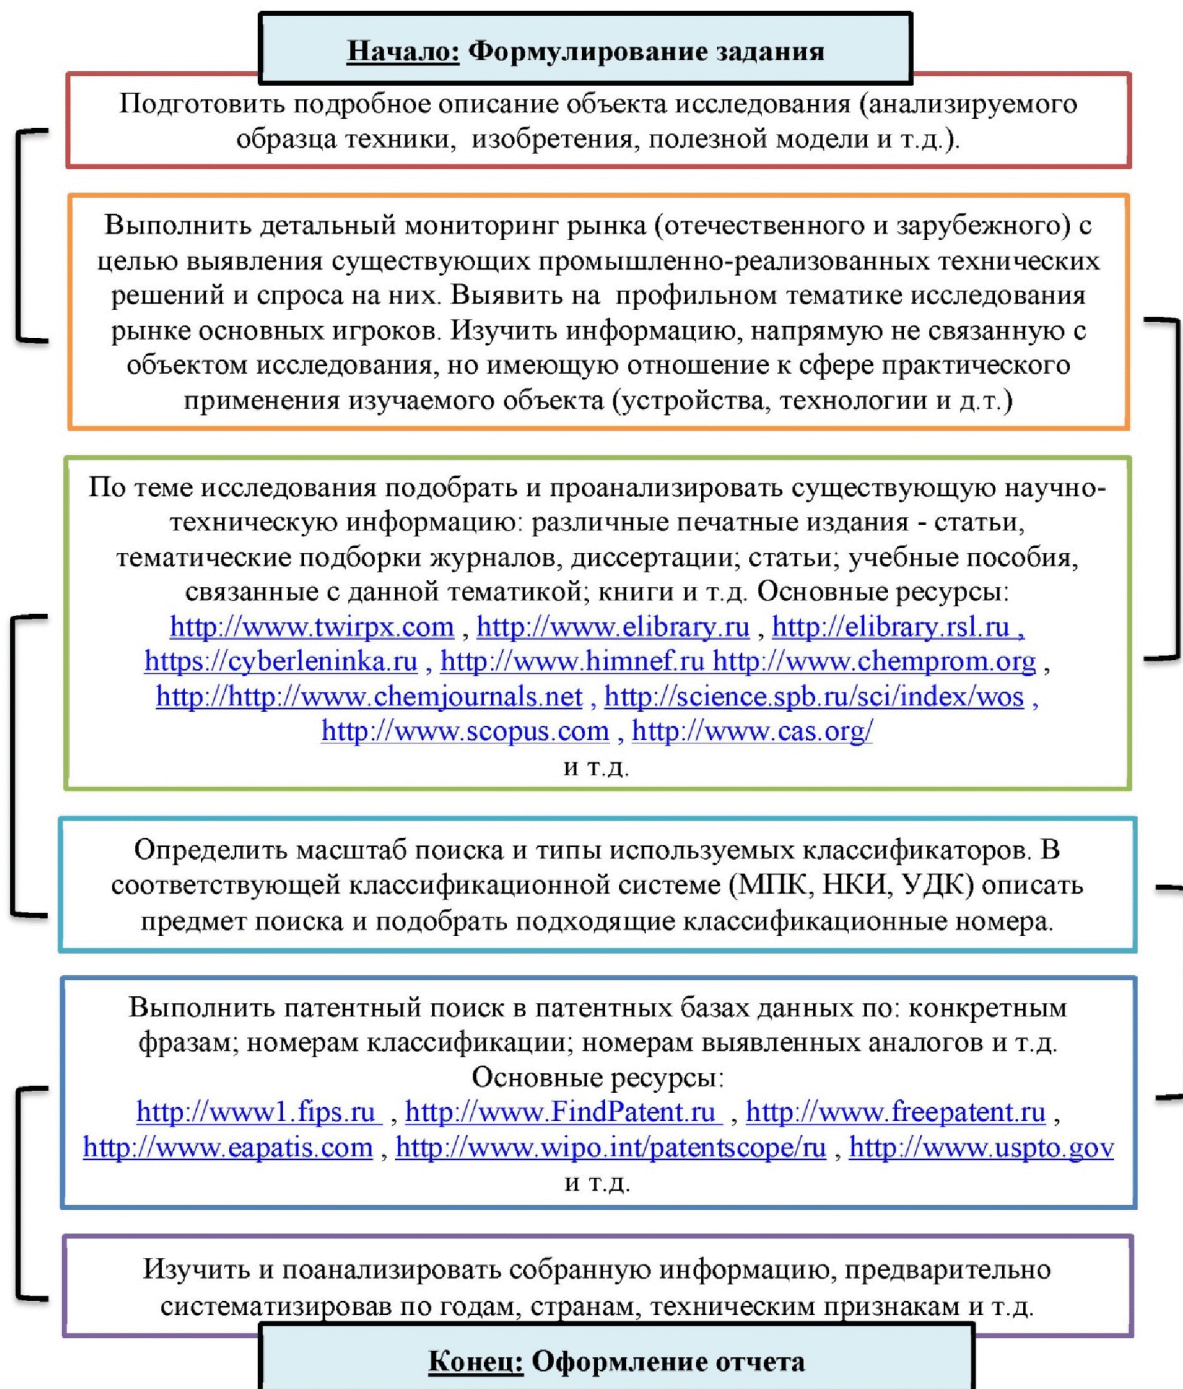 Начало: Формулирование задания
Подготовить подробное описание объекта исследования (анализируемого
образца техники, изобретения, полезной модели и т.д.).
Выполнить детальный мониторинг рынка (отечественного и зарубежного) с
целью выявления существующих промышленно-реализованных технических
решений и спроса на них. Выявить на профильном тематике исследования
рынке основных игроков. Изучить информацию, напрямую не связанную с
объектом исследования, но имеющую отношение к сфере практического
применения изучаемого объекта (устройства, технологии и д.т.)
По теме исследования подобрать и проанализировать существующую научно-
техническую информацию: различные печатные издания - статьи,
тематические подборки журналов, диссертации; статьи; учебные пособия,
связанные с данной тематикой; книги и т.д. Основные ресурсы:
http://www.twirpx.com , http://www.elibrary.ru , http://elibrary.rsl.ru ,
https://cyberleninka.ru , http://www.himnef.ru http://www.chemprom.org ,
http://http://www.chemjournals.net , http://science.spb.ru/sci/index/wos ,
http://www.scopus.com , http://www.cas.org/
и т.д.
Определить масштаб поиска и типы используемых классификаторов. В
соответствующей классификационной системе (МПК, НКИ, УДК) описать
предмет поиска и подобрать подходящие классификационные номера.
Выполнить патентный поиск в патентных базах данных по: конкретным
фразам; номерам классификации; номерам выявленных аналогов и т.д.
Основные ресурсы:
http://www1.fips.ru , http://www.FindPatent.ru , http://www.freepatent.ru ,
http://www.eapatis.com , http://www.wipo.int/patentscope/ru , http://www.uspto.gov
и т.д.
Изучить и поанализировать собранную информацию, предварительно
систематизировав по годам, странам, техническим признакам и т.д.
Конец: Оформление отчета